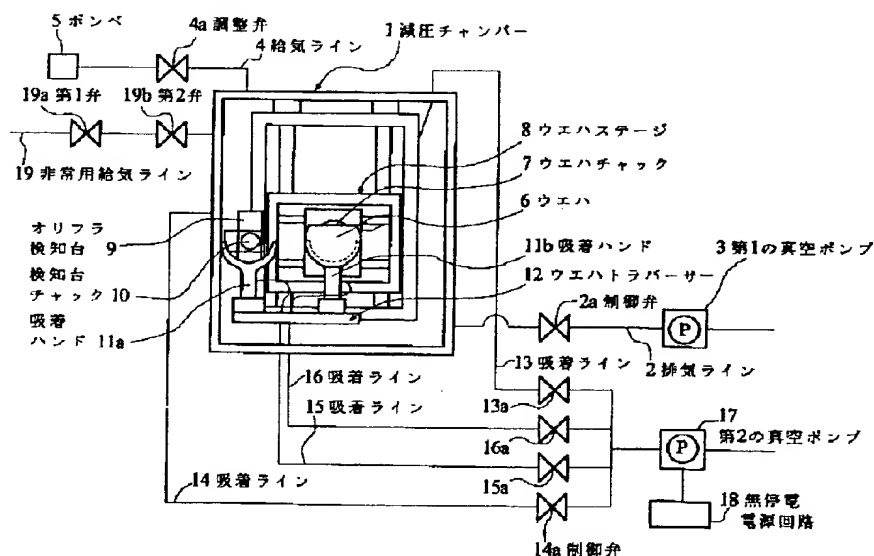 5 ボンベ
4a 調整弁
4 給気ライン
1 減圧チャンバー
19a 第1弁
19b 第2弁
19 非常用給気ライン
8 ウエハステージ
7 ウエハチャック
6 ウエハ
オリフラ
検知台 9
検知台
チャック 10
吸着
ハンド 11a
11b 吸着ハンド
12 ウエハトラバーサー
3 第1の真空ポンプ
2a 制御弁
P
2 排気ライン
13 吸着ライン
16 吸着ライン
13a
15 吸着ライン
16a
17
第2の真空ポンプ
P
15a
14 吸着ライン
14a 制御弁
18 無停電
電源回路